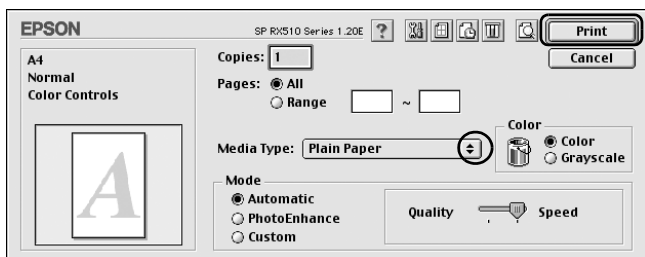 EPSON
SP RX510 Series 1.20E
?
Print
A4
Normal
Color Controls
Copies: 1
Cancel
Pages: All
Range ~
Media Type: Plain Paper
Color
Color
Grayscale
Mode
Automatic
PhotoEnhance
Custom
Quality Speed
A